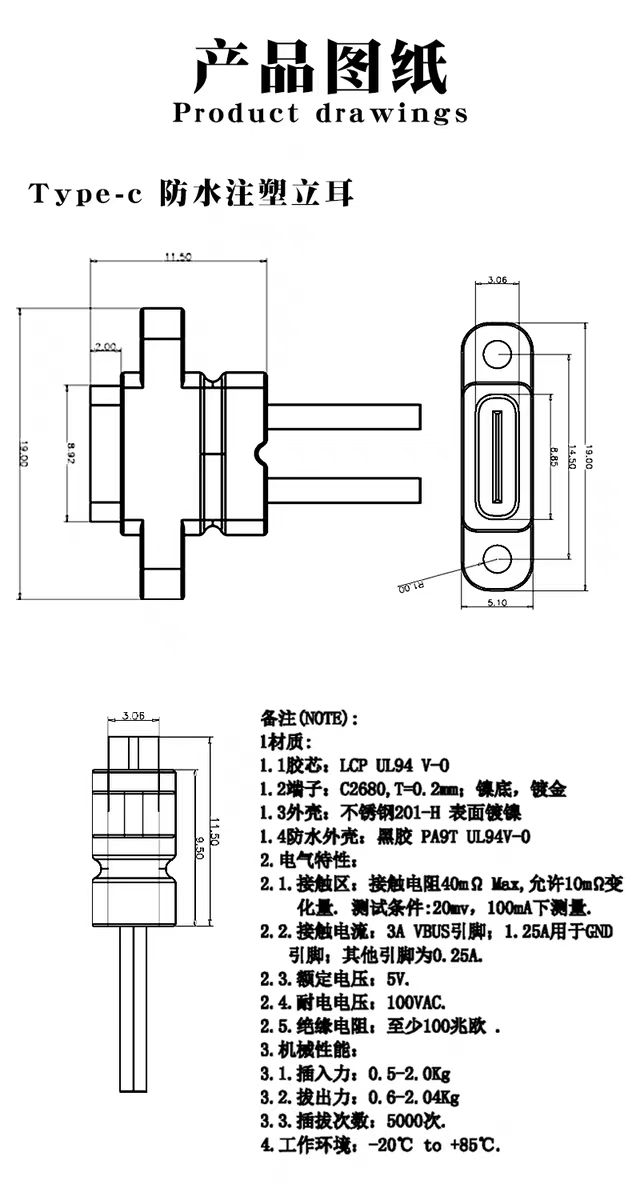 产品图纸
Product drawings
Type-c 防水注塑立耳
11.50
2.00
19.00
8.92
3.06
8.85
14.50
19.00
R1.00
5.10
3.06
9.50
11.50
备注(NOTE):
1材质:
1.1胶芯: LCP UL94 V-0
1.2端子: C2680,T=0.2mm; 镍底, 镀金
1.3外壳: 不锈钢201-H 表面镀镍
1.4防水外壳: 黑胶 PA9T UL94V-0
2.电气特性:
2.1.接触区: 接触电阻40mΩ Max,允许10mΩ变
化量. 测试条件:20mv, 100mA下测量.
2.2.接触电流: 3A VBUS引脚; 1.25A用于GND
引脚; 其他引脚为0.25A.
2.3.额定电压: 5V.
2.4.耐电电压: 100VAC.
2.5.绝缘电阻: 至少100兆欧 .
3.机械性能:
3.1.插入力: 0.5-2.0Kg
3.2.拔出力: 0.6-2.04Kg
3.3.插拔次数: 5000次.
4.工作环境: -20℃ to +85℃.